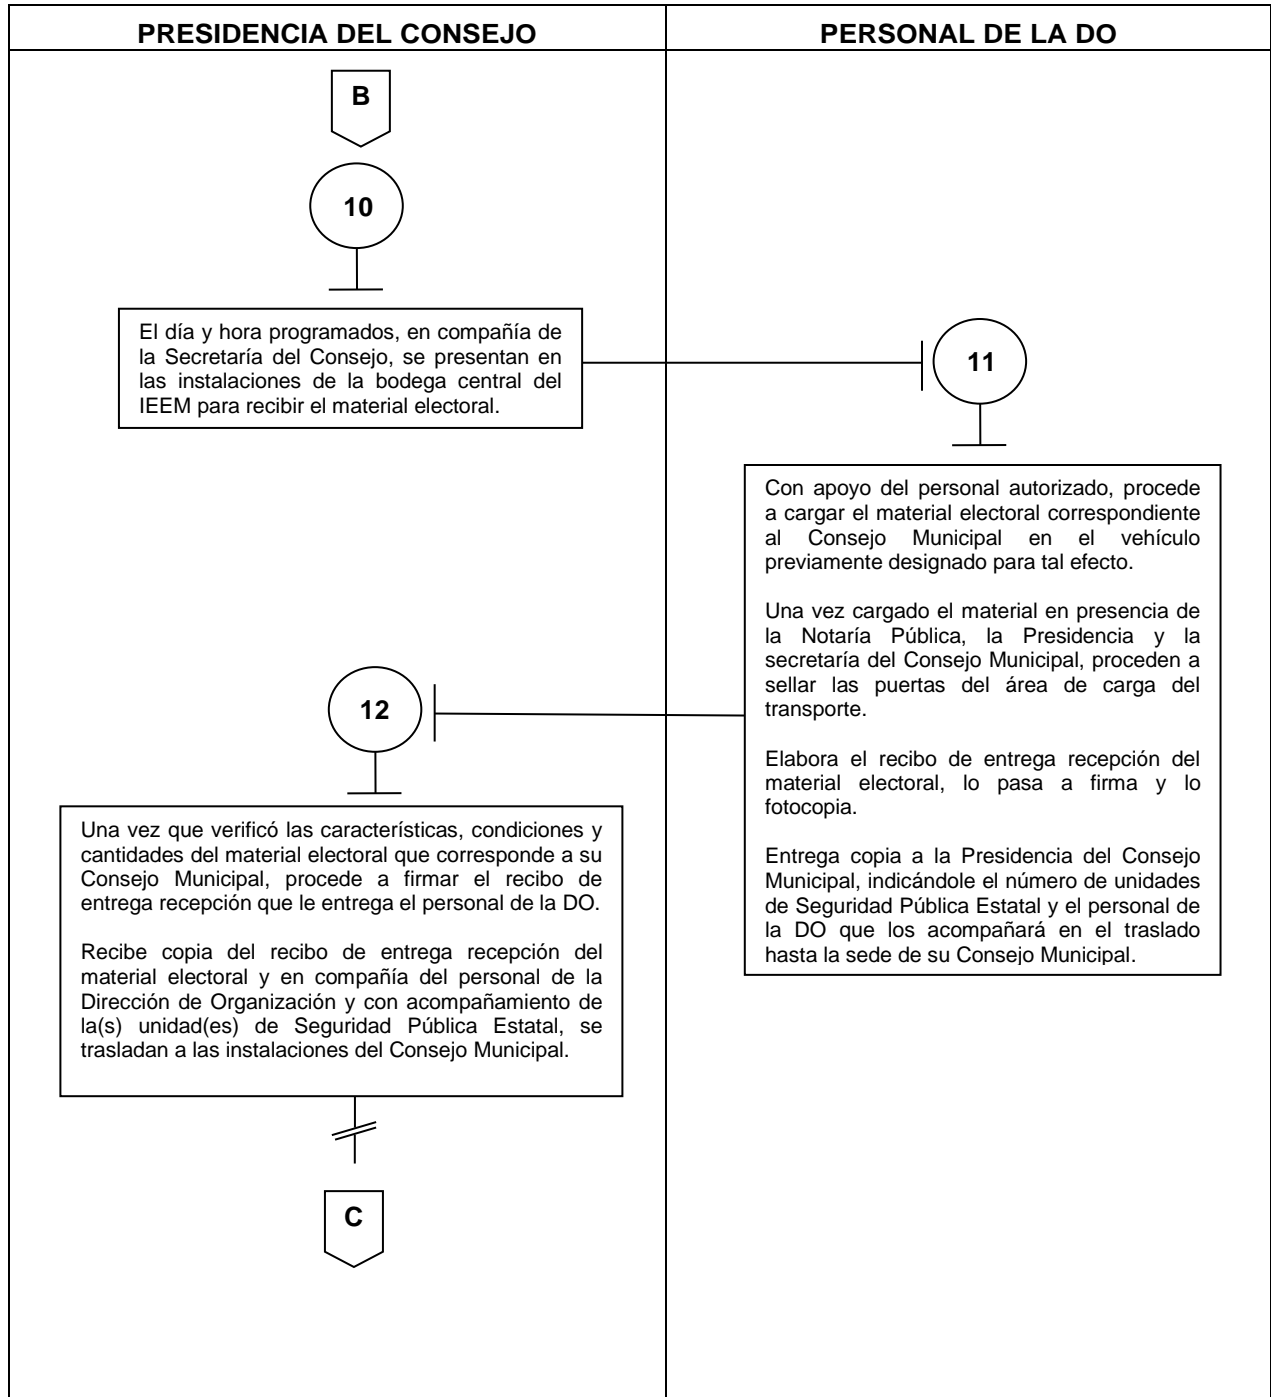 PRESIDENCIA DEL CONSEJO
PERSONAL DE LA DO
B
10
El día y hora programados, en compañía de
la Secretaría del Consejo, se presentan en
las instalaciones de la bodega central del
IEEM para recibir el material electoral.
11
Con apoyo del personal autorizado, procede
a cargar el material electoral correspondiente
al Consejo Municipal en el vehículo
previamente designado para tal efecto.
Una vez cargado el material en presencia de
la Notaría Pública, la Presidencia y la
secretaría del Consejo Municipal, proceden a
sellar las puertas del área de carga del
transporte.
Elabora el recibo de entrega recepción del
material electoral, lo pasa a firma y lo
fotocopia.
Entrega copia a la Presidencia del Consejo
Municipal, indicándole el número de unidades
de Seguridad Pública Estatal y el personal de
la DO que los acompañará en el traslado
hasta la sede de su Consejo Municipal.
12
Una vez que verificó las características, condiciones y
cantidades del material electoral que corresponde a su
Consejo Municipal, procede a firmar el recibo de
entrega recepción que le entrega el personal de la DO.
Recibe copia del recibo de entrega recepción del
material electoral y en compañía del personal de la
Dirección de Organización y con acompañamiento de
la(s) unidad(es) de Seguridad Pública Estatal, se
trasladan a las instalaciones del Consejo Municipal.
C